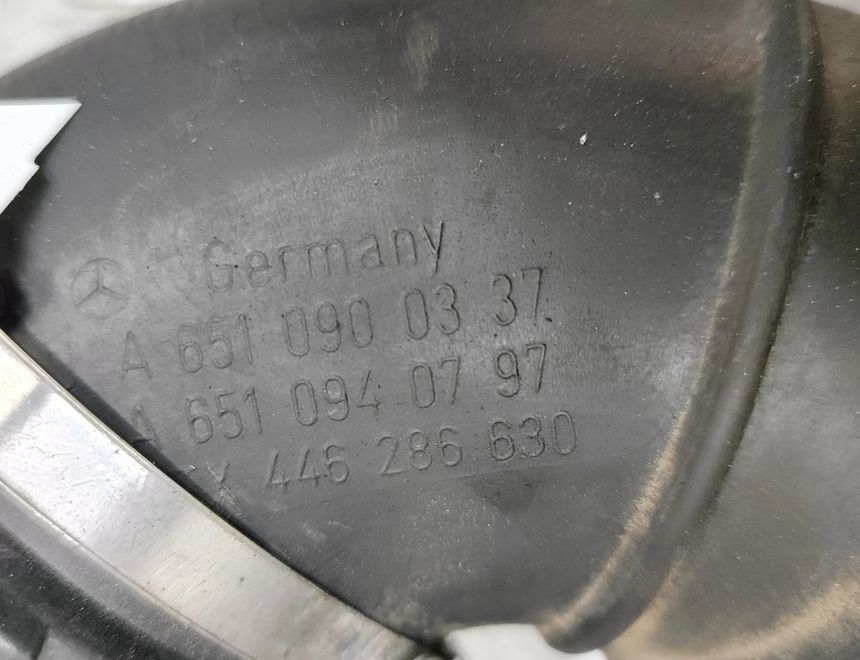 Germany
A 651 090 03 37
A 651 094 07 97
X 446 286 630